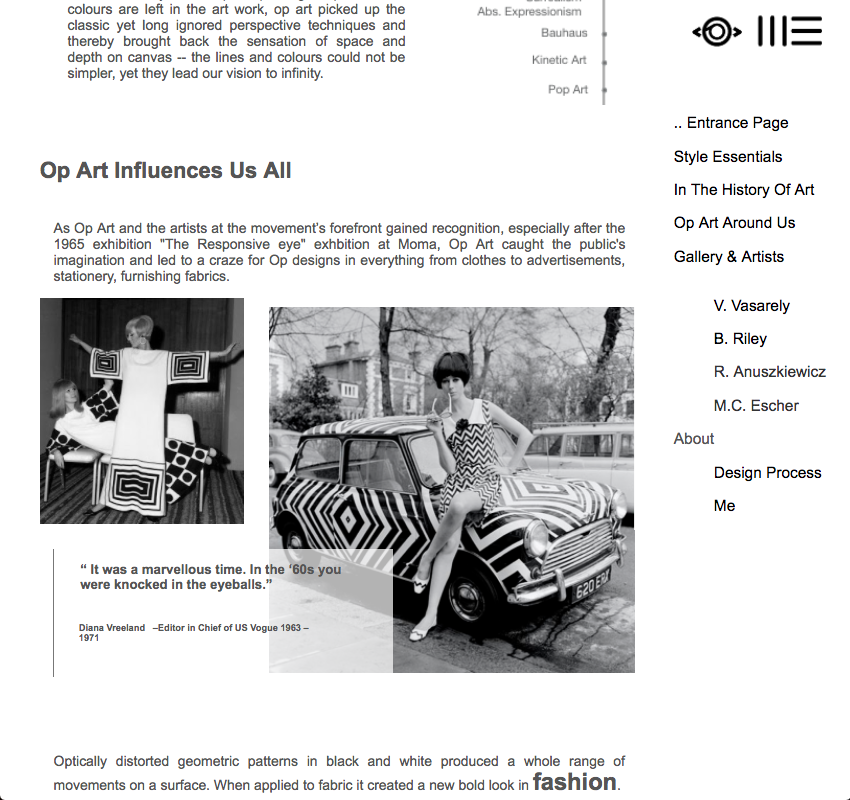 colours are left in the art work, op art picked up the
classic yet long ignored perspective techniques and
thereby brought back the sensation of space and
depth on canvas -- the lines and colours could not be
simpler, yet they lead our vision to infinity.
Abs. Expressionism
Bauhaus
Kinetic Art
Pop Art
.. Entrance Page
Style Essentials
In The History Of Art
Op Art Around Us
Gallery & Artists
V. Vasarely
B. Riley
R. Anuszkiewicz
M.C. Escher
About
Design Process
Me
Op Art Influences Us All
As Op Art and the artists at the movement's forefront gained recognition, especially after the
1965 exhibition "The Responsive eye" exhbition at Moma, Op Art caught the public's
imagination and led to a craze for Op designs in everything from clothes to advertisements,
stationery, furnishing fabrics.
“ It was a marvellous time. In the ‘60s you
were knocked in the eyeballs.”
Diana Vreeland –Editor in Chief of US Vogue 1963 –
1971
Optically distorted geometric patterns in black and white produced a whole range of
movements on a surface. When applied to fabric it created a new bold look in fashion.